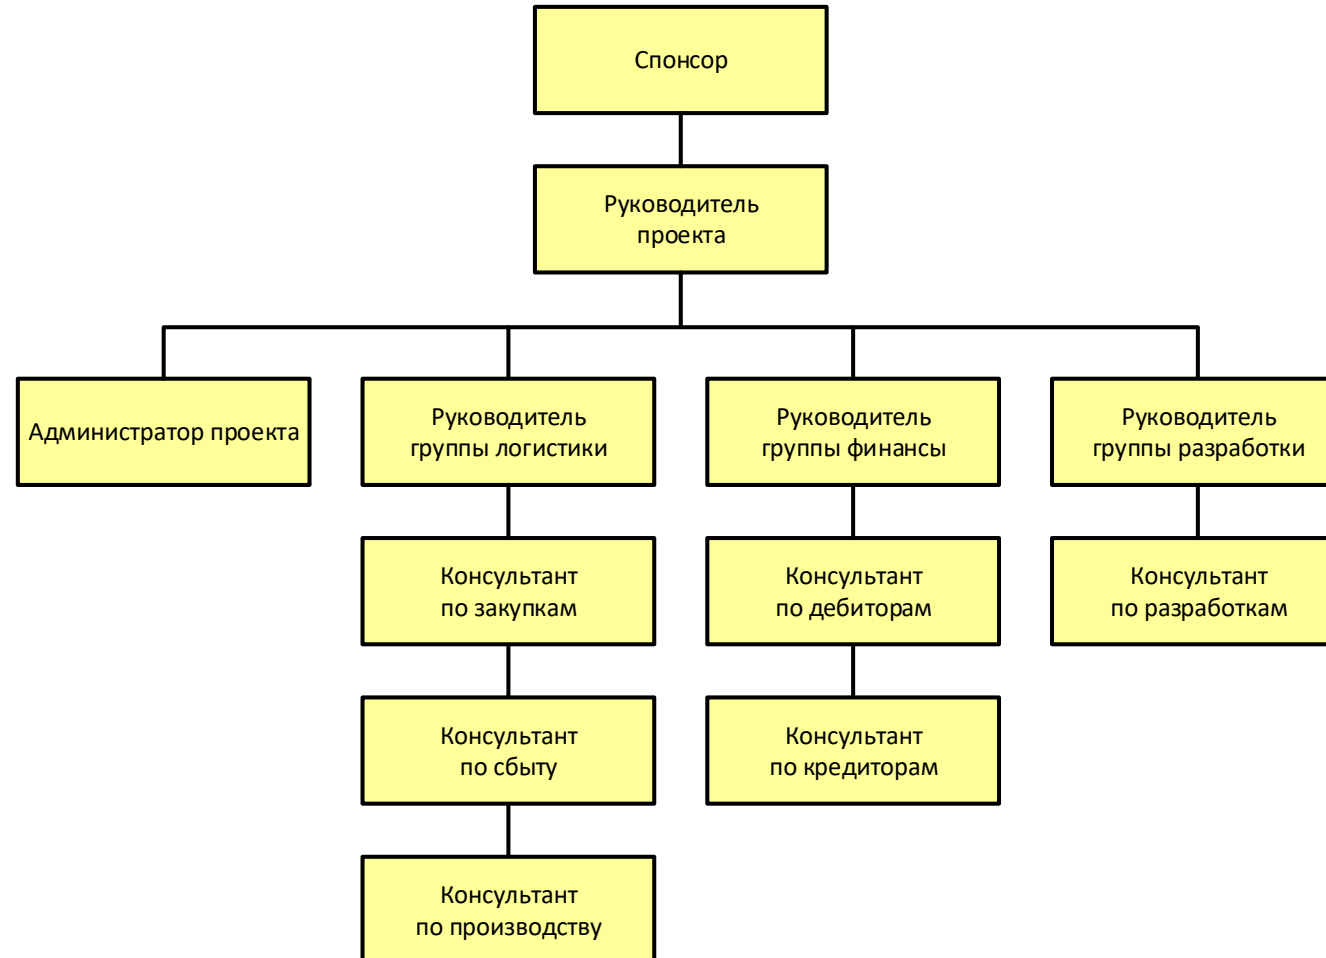 Спонсор
Руководитель
проекта
Администратор проекта
Руководитель
группы логистики
Руководитель
группы финансы
Руководитель
группы разработки
Консультант
по закупкам
Консультант
по дебиторам
Консультант
по разработкам
Консультант
по сбыту
Консультант
по кредиторам
Консультант
по производству